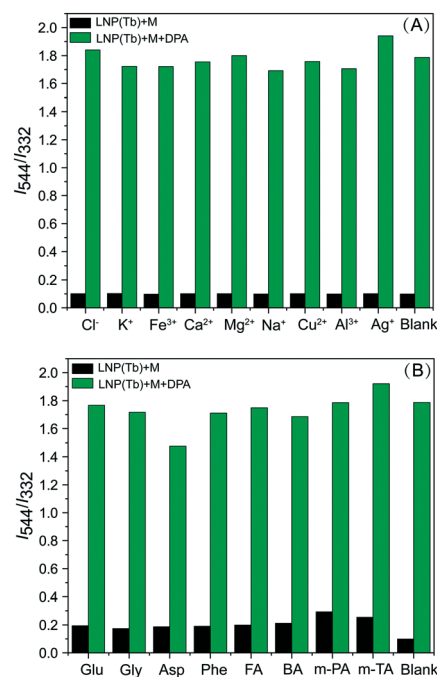 (A)
LNP(Tb)+M
LNP(Tb)+M+DPA
I544/I332
2.0
1.8
1.6
1.4
1.2
1.0
0.8
0.6
0.4
0.2
0.0
Cl⁻ K⁺ Fe³⁺ Ca²⁺ Mg²⁺ Na⁺ Cu²⁺ Al³⁺ Ag⁺ Blank
(B)
LNP(Tb)+M
LNP(Tb)+M+DPA
I544/I332
2.0
1.8
1.6
1.4
1.2
1.0
0.8
0.6
0.4
0.2
0.0
Glu Gly Asp Phe FA BA m-PA m-TA Blank